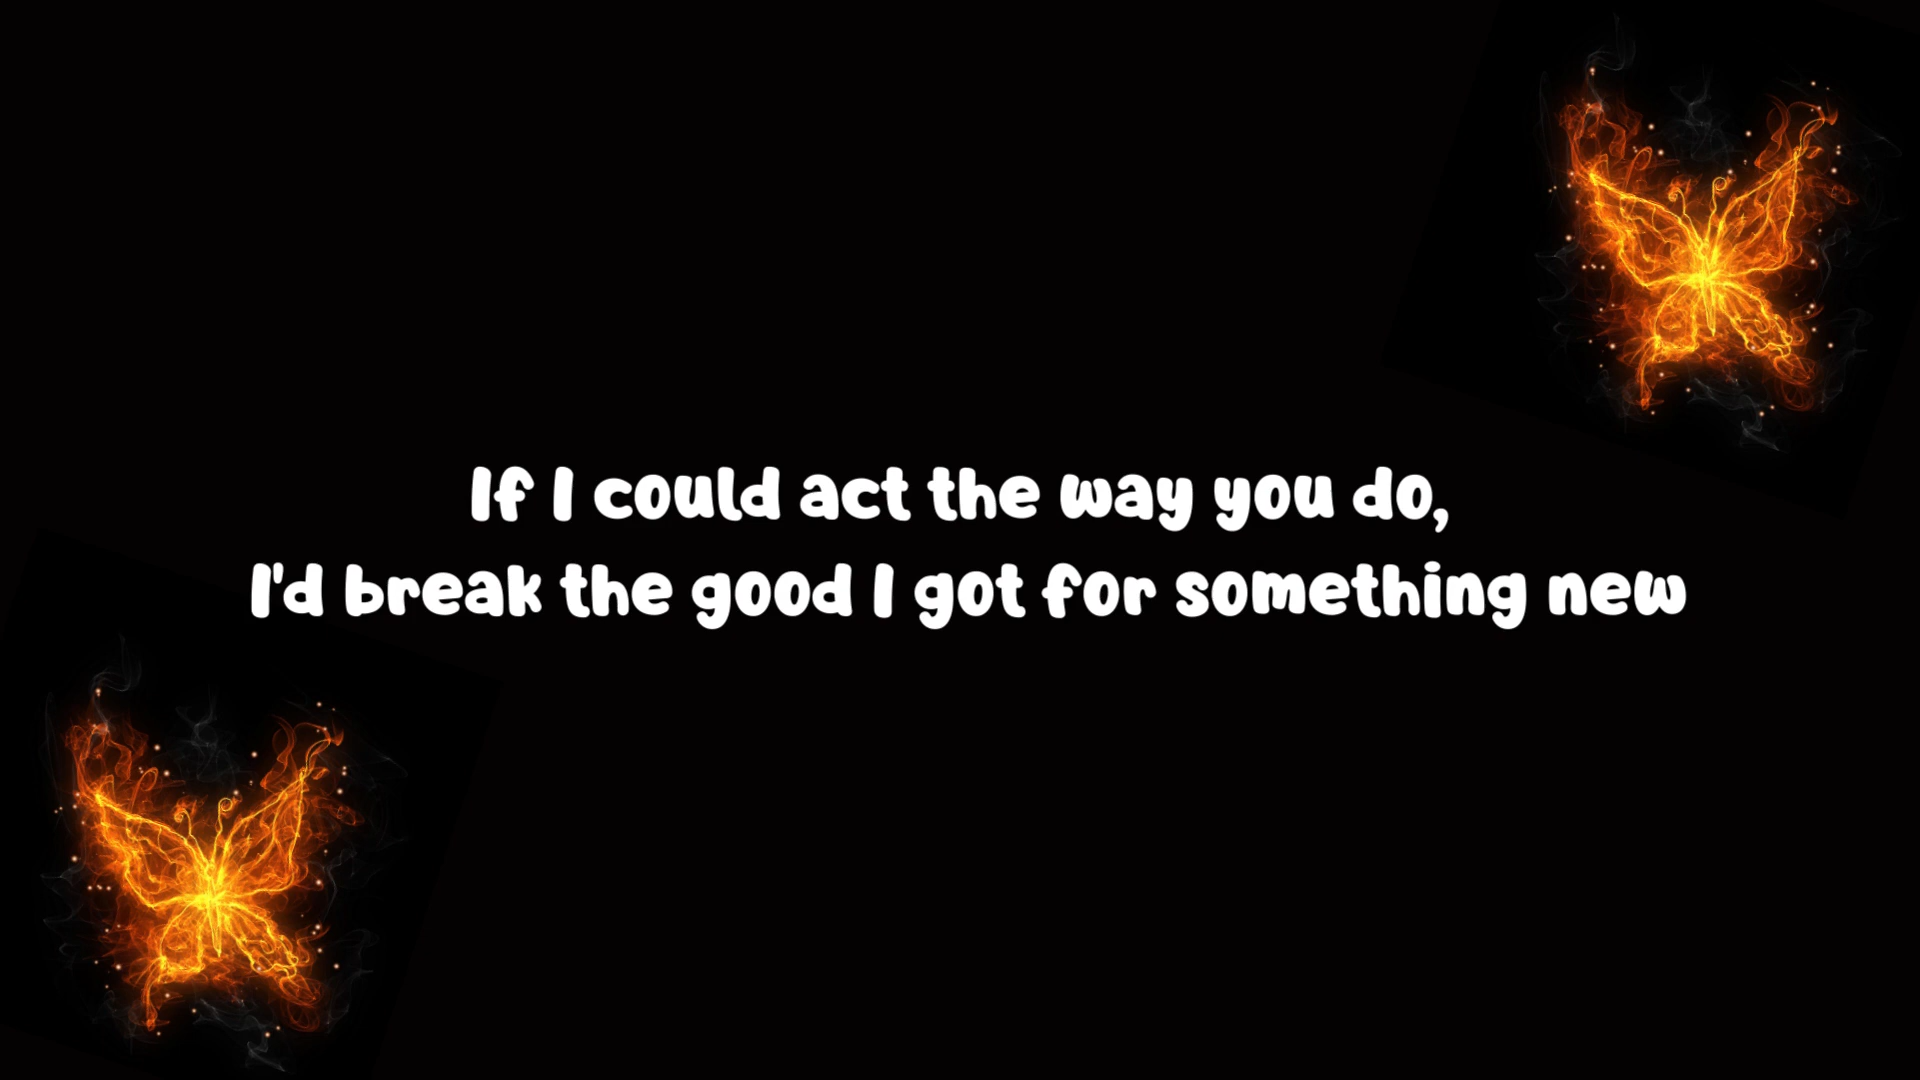 If I could act the way you do,
I'd break the good I got for something new